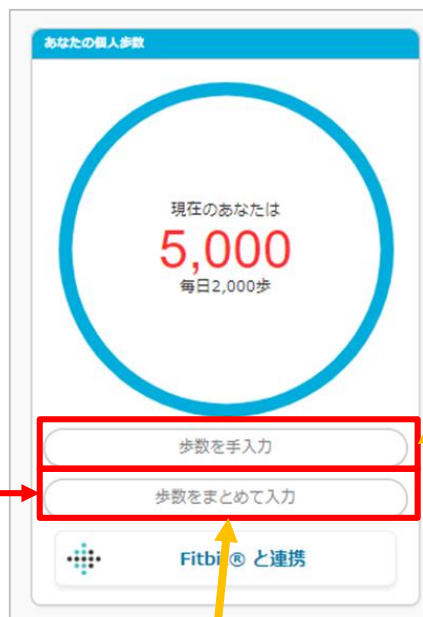 あなたの個人歩数
現在のあなたは
5,000
毎日2,000歩
歩数を手入力
歩数をまとめて入力
Fitbit® と連携